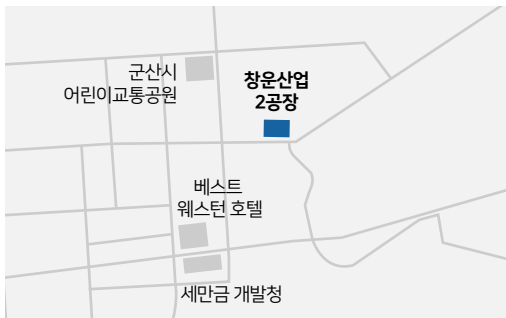 군산시
어린이교통공원
창운산업
2공장
베스트
웨스턴 호텔
세만금 개발청